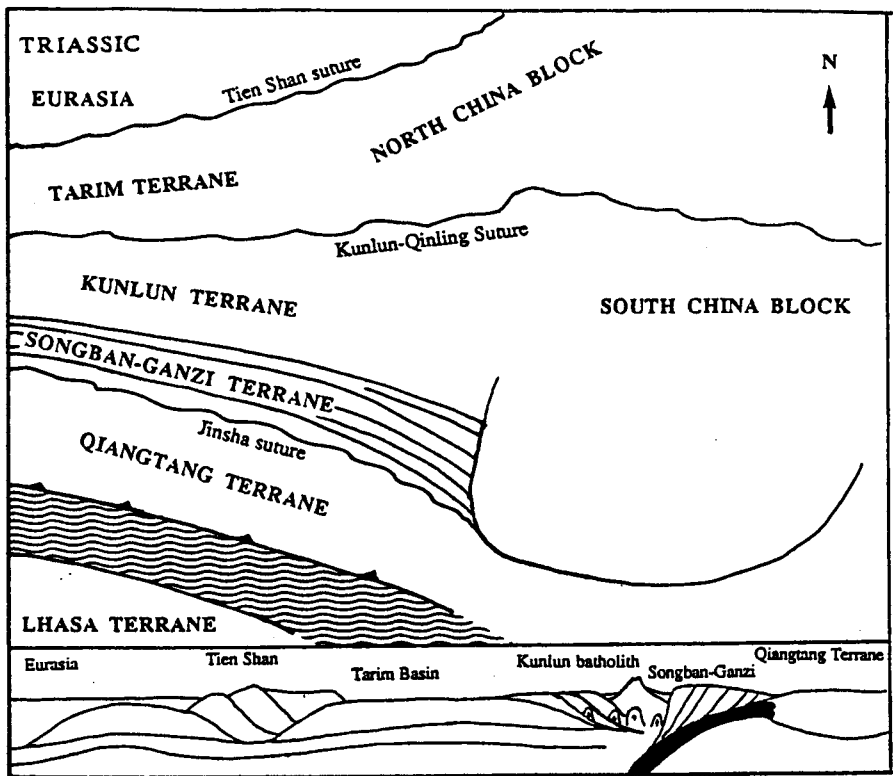 TRIASSIC
EURASIA
Tien Shan suture
NORTH CHINA BLOCK
N
TARIM TERRANE
Kunlun-Qinling Suture
KUNLUN TERRANE
SOUTH CHINA BLOCK
SONGBAN-GANZI TERRANE
Jinsha suture
QIANGTANG TERRANE
LHASA TERRANE
Eurasia
Tien Shan
Tarim Basin
Kunlun batholith
Songban-Ganzi
Qiangtang Terrane